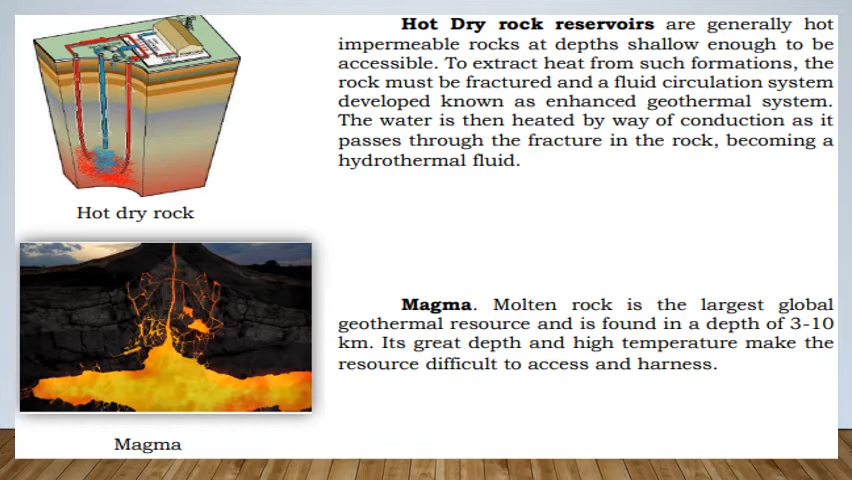 Hot Dry rock reservoirs are generally hot
impermeable rocks at depths shallow enough to be
accessible. To extract heat from such formations, the
rock must be fractured and a fluid circulation system
developed known as enhanced geothermal system.
The water is then heated by way of conduction as it
passes through the fracture in the rock, becoming a
hydrothermal fluid.
Hot dry rock
Magma. Molten rock is the largest global
geothermal resource and is found in a depth of 3-10
km. Its great depth and high temperature make the
resource difficult to access and harness.
Magma